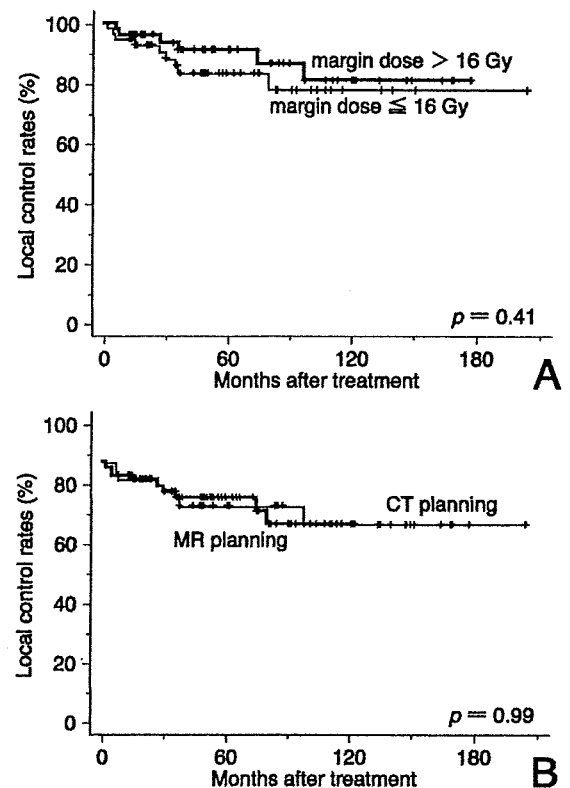 100
80
60
40
20
0
Local control rates (%)
margin dose > 16 Gy
margin dose ≦ 16 Gy
p = 0.41
0 60 120 180
Months after treatment
A
100
80
60
40
20
0
Local control rates (%)
CT planning
MR planning
p = 0.99
0 60 120 180
Months after treatment
B